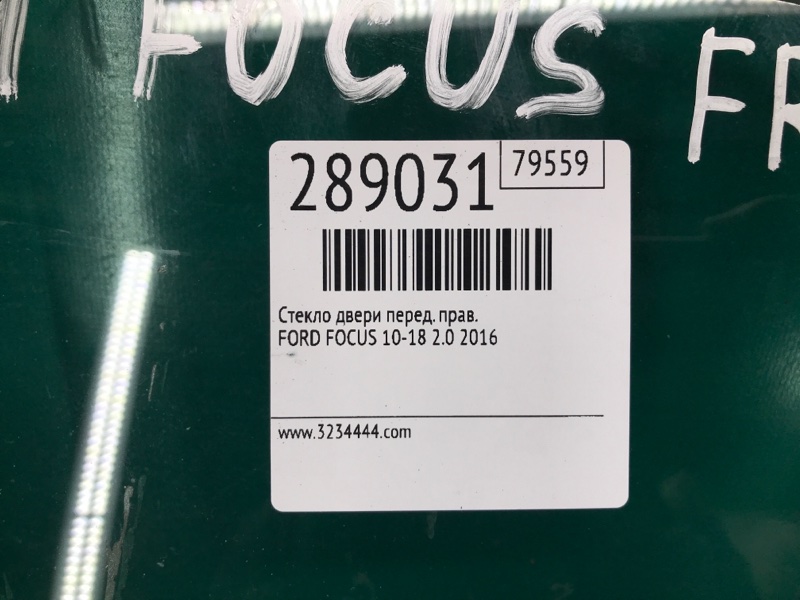 FOCUS FR
289031
79559
Стекло двери перед. прав.
FORD FOCUS 10-18 2.0 2016
www.3234444.com